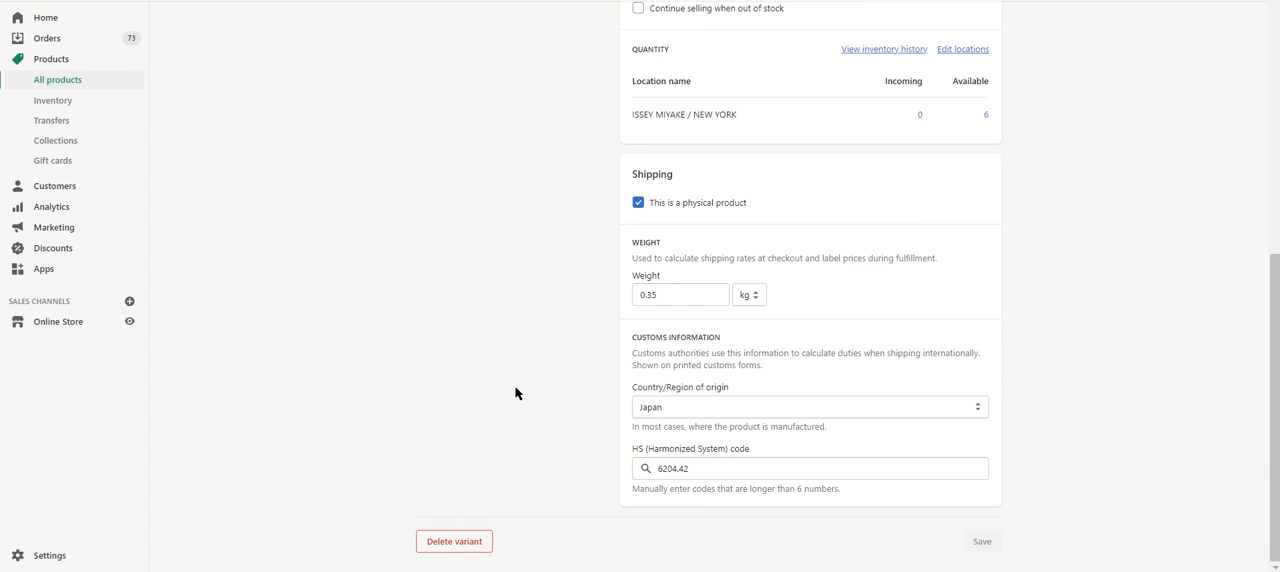 Home
Orders 73
Products
All products
Inventory
Transfers
Collections
Gift cards
Customers
Analytics
Marketing
Discounts
Apps
SALES CHANNELS
Online Store
Settings
Continue selling when out of stock
QUANTITY View inventory history Edit locations
Location name Incoming Available
ISSEY MIYAKE / NEW YORK 0 6
Shipping
This is a physical product
WEIGHT
Used to calculate shipping rates at checkout and label prices during fulfillment.
Weight
0.35 kg
CUSTOMS INFORMATION
Customs authorities use this information to calculate duties when shipping internationally.
Shown on printed customs forms.
Country/Region of origin
Japan
In most cases, where the product is manufactured.
HS (Harmonized System) code
6204.42
Manually enter codes that are longer than 6 numbers.
Delete variant Save